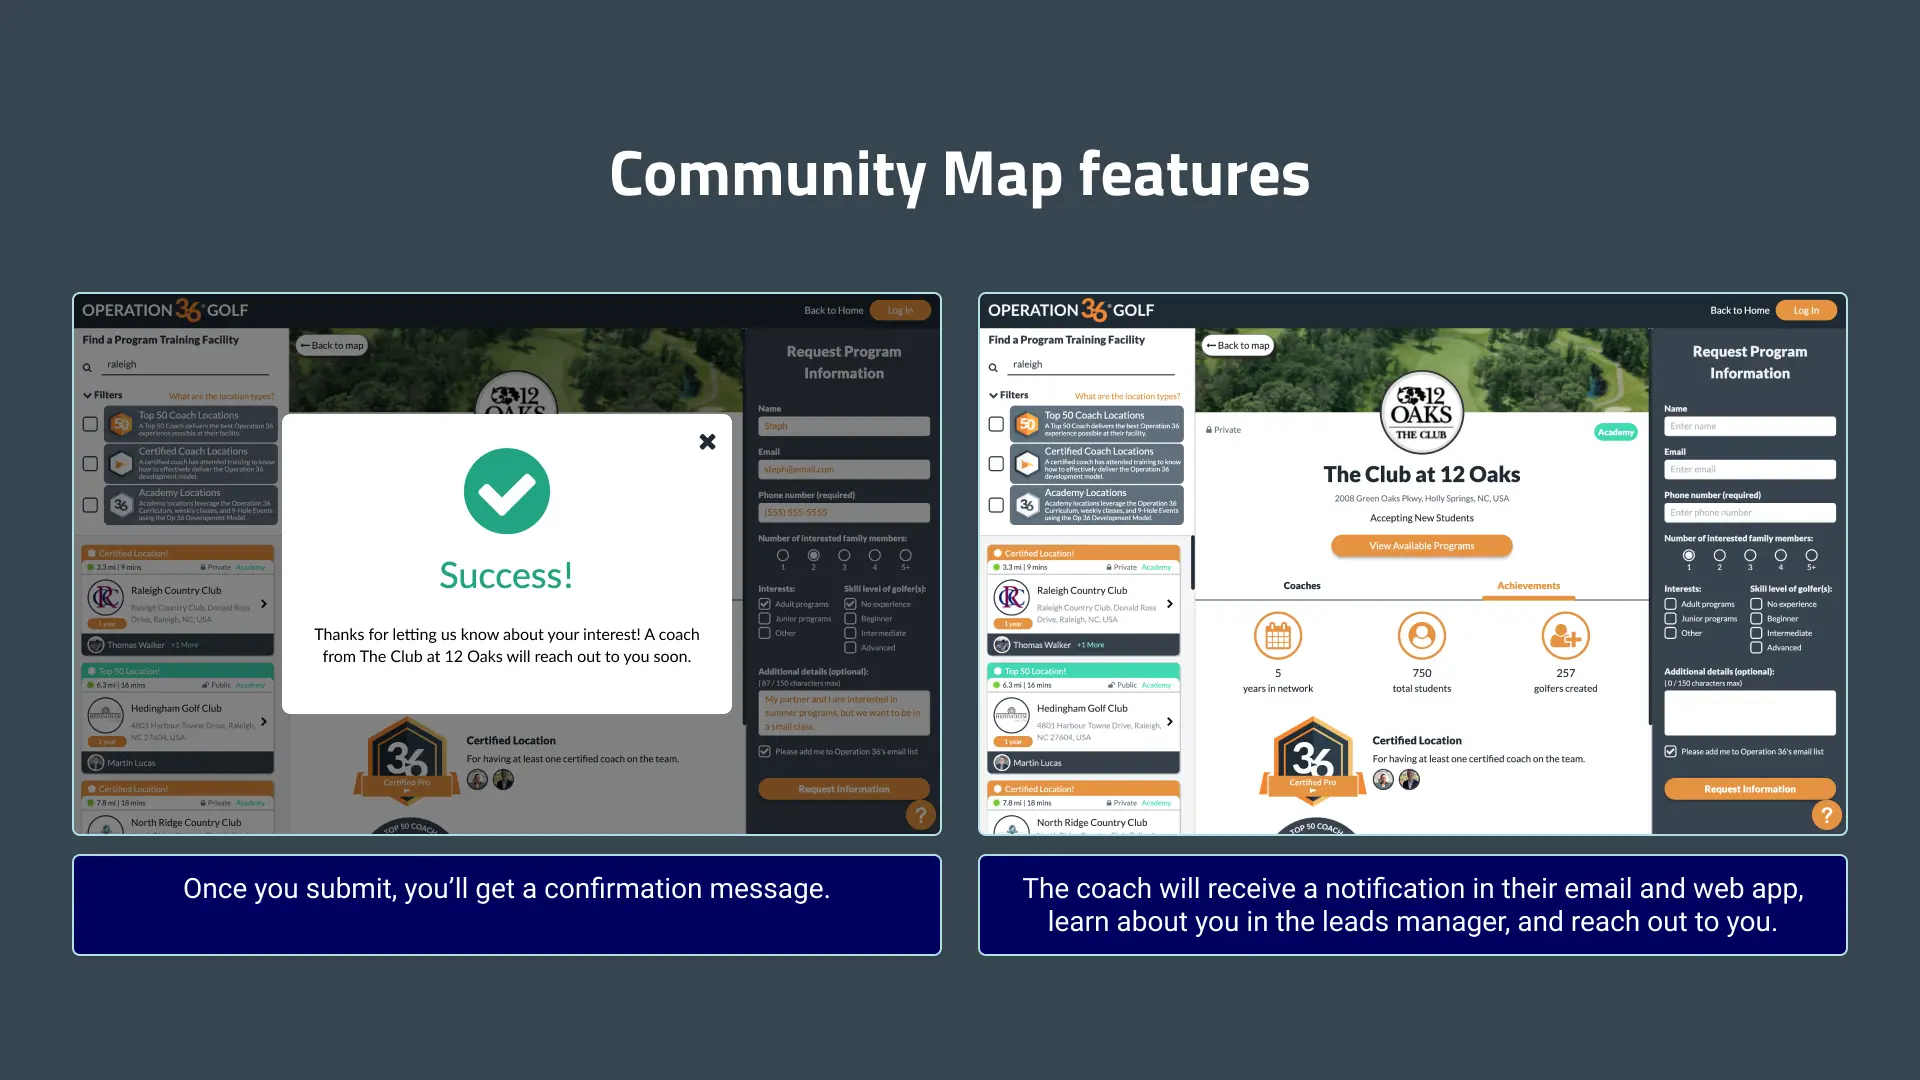 Community Map features
OPERATION 36 GOLF
Back to Home
Log In
Find a Program Training Facility
raleigh
Filters
What are the location types?
50
Top 50 Coach Locations
A Top 50 Coach delivers the best Operation 36
experience possible at their facility.
Certified Coach Locations
A certified coach has attended training to know
how to effectively deliver the Operation 36
development model.
36
Academy Locations
Academy locations leverage the Operation 36
Curriculum, weekly classes, and 9-Hole Events
using the Op 36 Development Model.
Certified Location!
3.3 mi | 9 mins
Private Academy
Raleigh Country Club
Raleigh Country Club, Donald Ross
Drive, Raleigh, NC, USA
1 year
Thomas Walker +1 More
Top 50 Location!
6.3 mi | 16 mins
Public Academy
Hedingham Golf Club
4801 Harbour Towne Drive, Raleigh,
NC 27604, USA
1 year
Martin Lucas
Certified Location!
7.8 mi | 18 mins
Private Academy
North Ridge Country Club
Back to map
12
OAKS
Success!
Thanks for letting us know about your interest! A coach
from The Club at 12 Oaks will reach out to you soon.
36
Certified Pro
Certified Location
For having at least one certified coach on the team.
TOP 50 COACH
Request Program
Information
Name
Steph
Email
steph@email.com
Phone number (required)
(555) 555-5555
Number of interested family members:
1 2 3 4 5+
Interests:
Adult programs
Junior programs
Other
Skill level of golfer(s):
No experience
Beginner
Intermediate
Advanced
Additional details (optional):
( 87 / 150 characters max)
My partner and I are interested in
summer programs, but we want to be in
a small class.
Please add me to Operation 36's email list
Request Information
?
Once you submit, you’ll get a confirmation message.
OPERATION 36 GOLF
Back to Home
Log In
Find a Program Training Facility
raleigh
Filters
What are the location types?
50
Top 50 Coach Locations
A Top 50 Coach delivers the best Operation 36
experience possible at their facility.
Certified Coach Locations
A certified coach has attended training to know
how to effectively deliver the Operation 36
development model.
36
Academy Locations
Academy locations leverage the Operation 36
Curriculum, weekly classes, and 9-Hole Events
using the Op 36 Development Model.
Certified Location!
3.3 mi | 9 mins
Private Academy
Raleigh Country Club
Raleigh Country Club, Donald Ross
Drive, Raleigh, NC, USA
1 year
Thomas Walker +1 More
Top 50 Location!
6.3 mi | 16 mins
Public Academy
Hedingham Golf Club
4801 Harbour Towne Drive, Raleigh,
NC 27604, USA
1 year
Martin Lucas
Certified Location!
7.8 mi | 18 mins
Private Academy
North Ridge Country Club
Back to map
12
OAKS
THE CLUB
Private
Academy
The Club at 12 Oaks
2008 Green Oaks Pkwy, Holly Springs, NC, USA
Accepting New Students
View Available Programs
Coaches
Achievements
5
years in network
750
total students
257
golfers created
36
Certified Pro
Certified Location
For having at least one certified coach on the team.
TOP 50 COACH
Request Program
Information
Name
Enter name
Email
Enter email
Phone number (required)
Enter phone number
Number of interested family members:
1 2 3 4 5+
Interests:
Adult programs
Junior programs
Other
Skill level of golfer(s):
No experience
Beginner
Intermediate
Advanced
Additional details (optional):
( 0 / 150 characters max)
Please add me to Operation 36's email list
Request Information
?
The coach will receive a notification in their email and web app,
learn about you in the leads manager, and reach out to you.